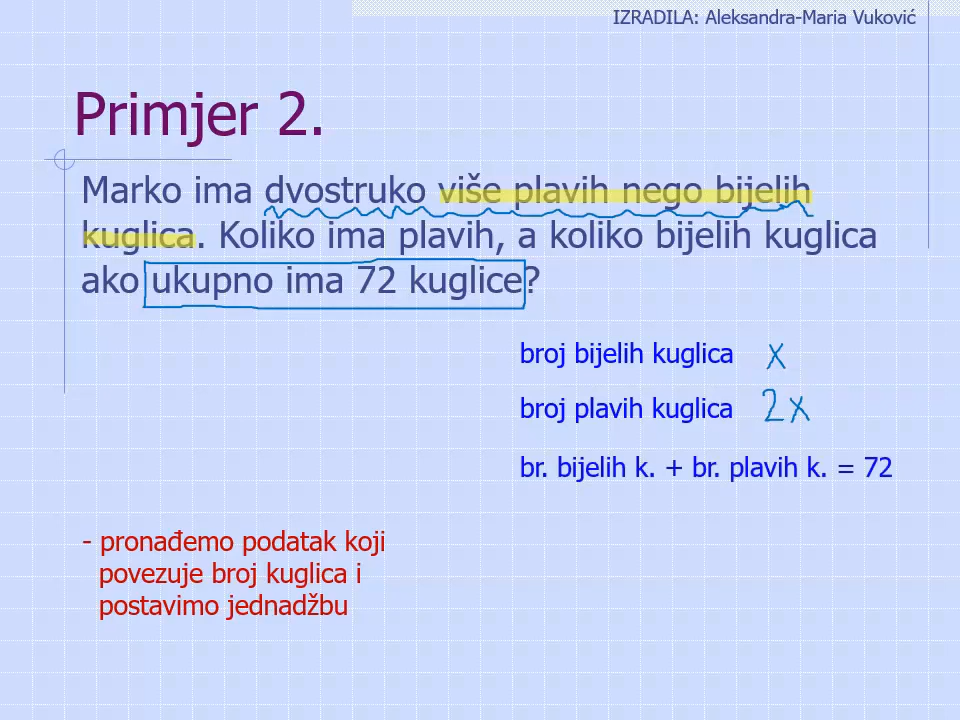 IZRADILA: Aleksandra-Maria Vuković
Primjer 2.
Marko ima dvostruko više plavih nego bijelih
kuglica. Koliko ima plavih, a koliko bijelih kuglica
ako ukupno ima 72 kuglice?
broj bijelih kuglica x
broj plavih kuglica 2x
br. bijelih k. + br. plavih k. = 72
- pronađemo podatak koji
povezuje broj kuglica i
postavimo jednadžbu